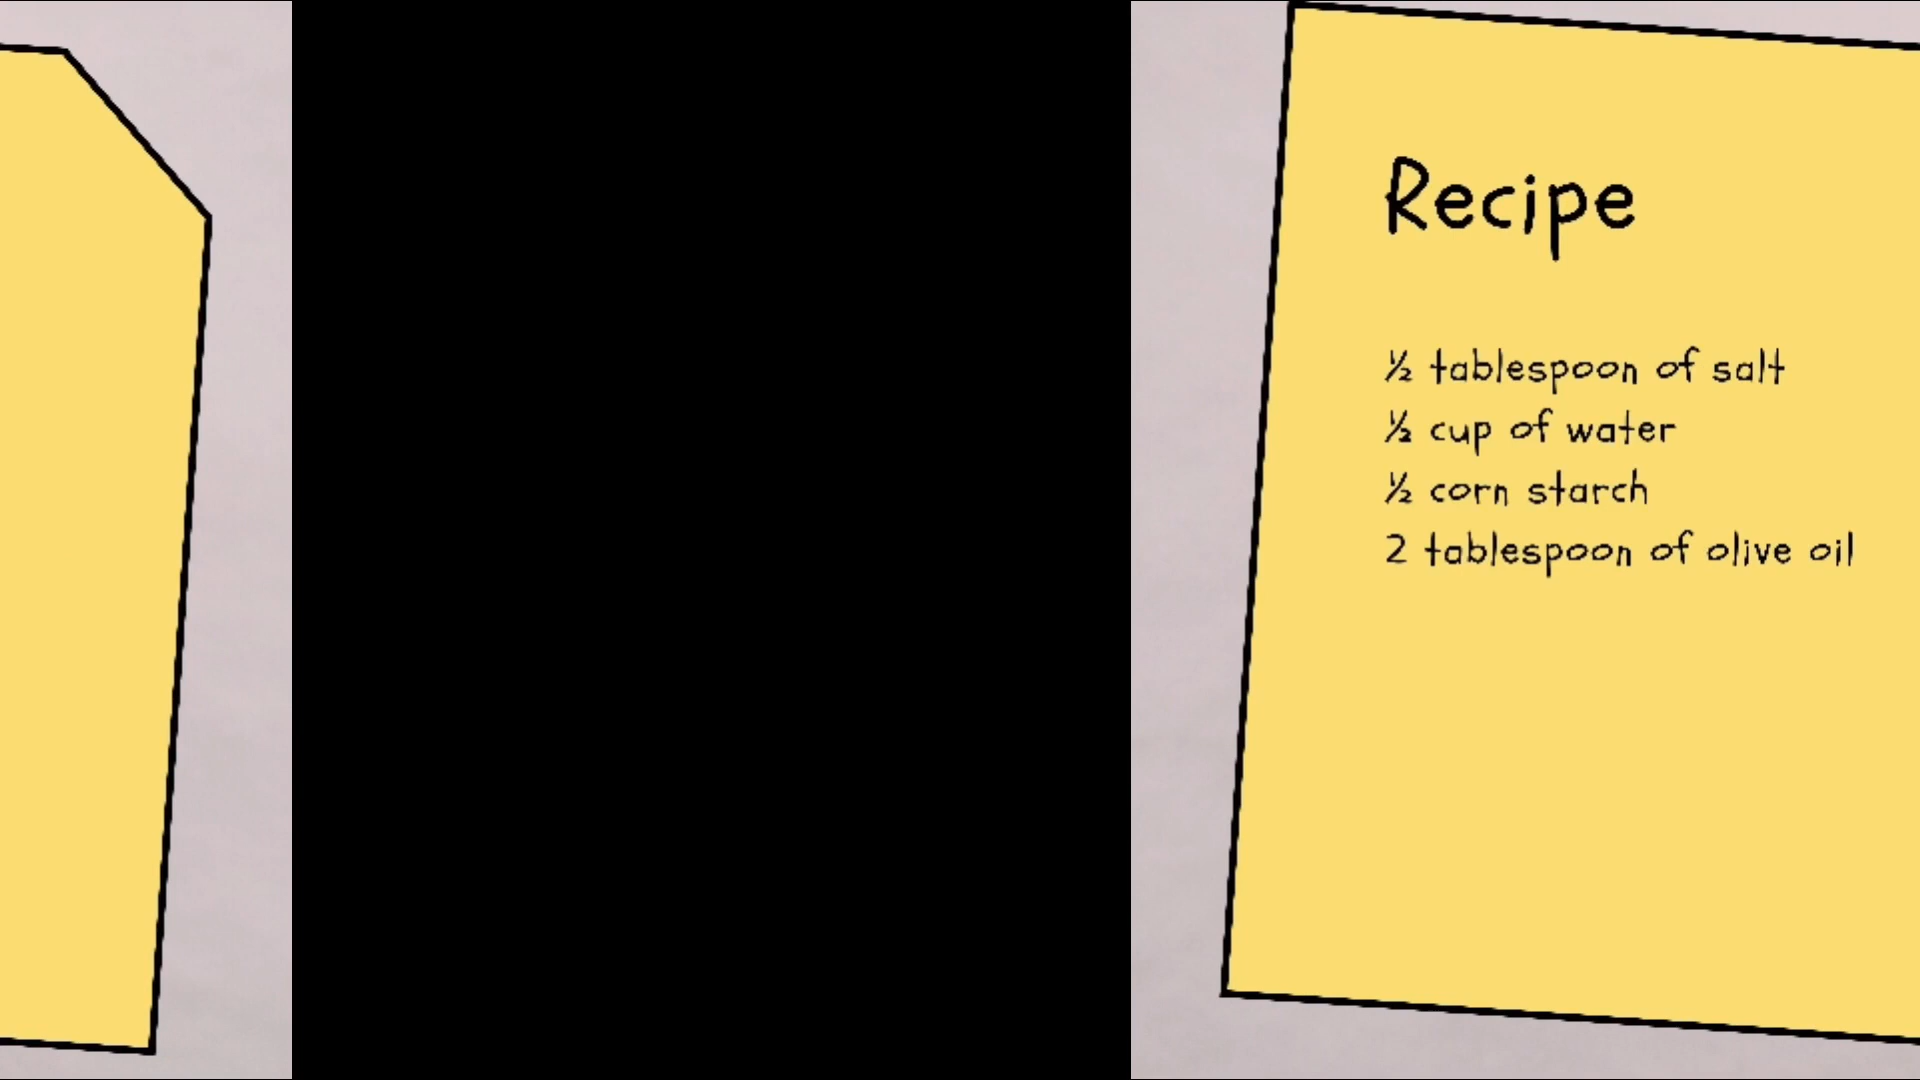 Recipe
½ tablespoon of salt
½ cup of water
½ corn starch
2 tablespoon of olive oil